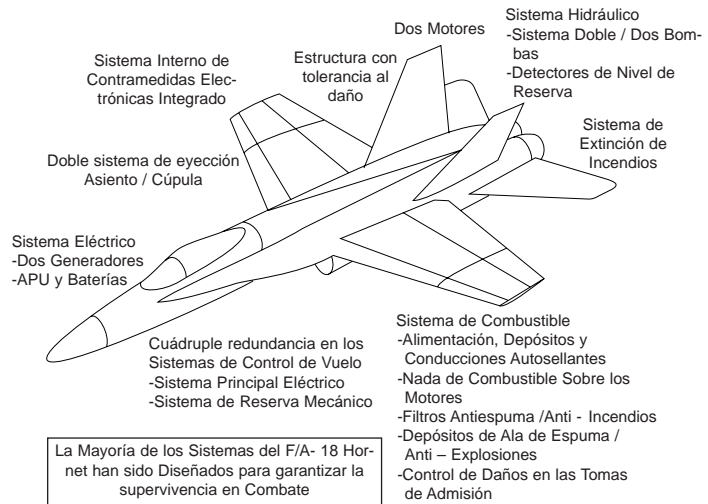 Dos Motores
Sistema Hidráulico
-Sistema Doble / Dos Bom-
bas
-Detectores de Nivel de
Reserva
Sistema Interno de
Contramedidas Elec-
trónicas Integrado
Estructura con
tolerancia al
daño
Sistema de
Extinción de
Incendios
Doble sistema de eyección
Asiento / Cúpula
Sistema Eléctrico
-Dos Generadores
-APU y Baterías
Cuádruple redundancia en los
Sistemas de Control de Vuelo
-Sistema Principal Eléctrico
-Sistema de Reserva Mecánico
Sistema de Combustible
-Alimentación, Depósitos y
Conducciones Autosellantes
-Nada de Combustible Sobre los
Motores
-Filtros Antiespuma /Anti - Incendios
-Depósitos de Ala de Espuma /
Anti – Explosiones
-Control de Daños en las Tomas
de Admisión
La Mayoría de los Sistemas del F/A- 18 Hor-
net han sido Diseñados para garantizar la
supervivencia en Combate